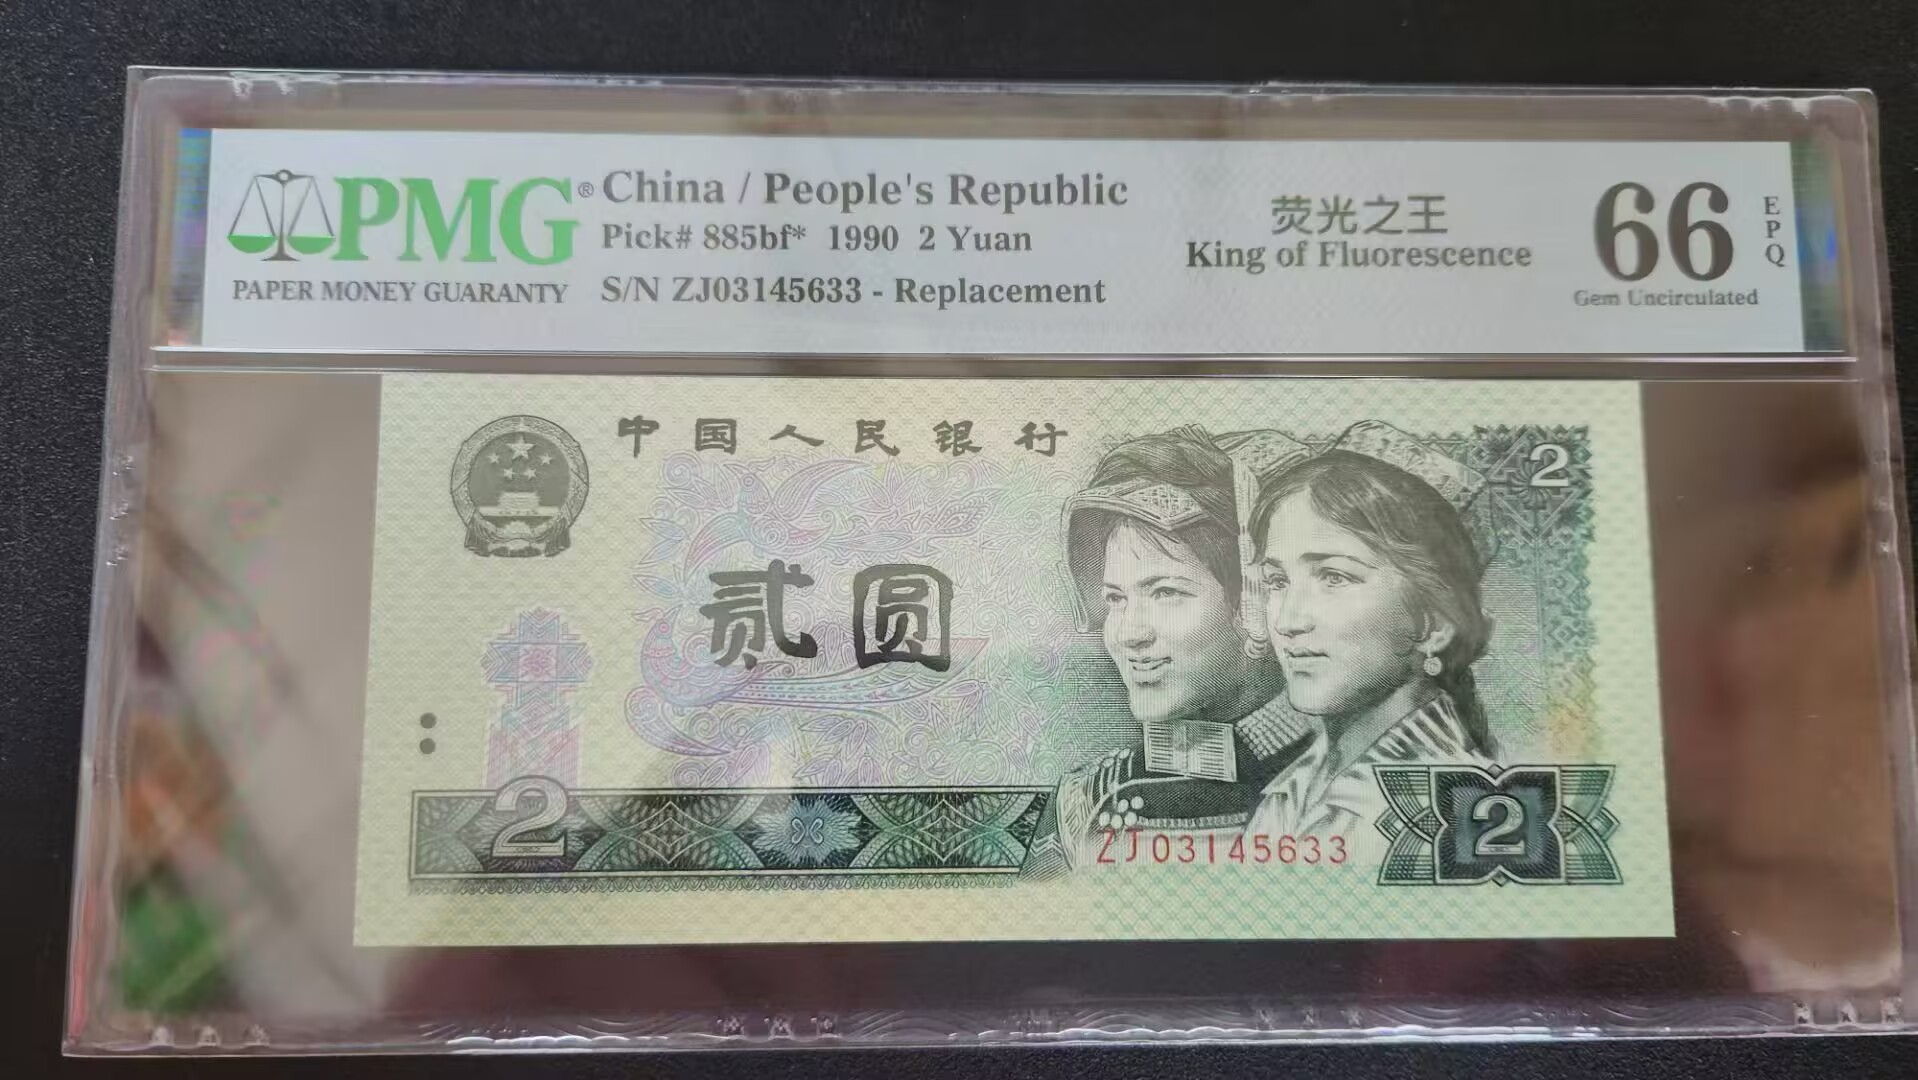 PMG®
PAPER MONEY GUARANTY
China / People's Republic
Pick# 885bf* 1990 2 Yuan
S/N ZJ03145633 - Replacement
荧光之王
King of Fluorescence
66
EPQ
Gem Uncirculated
中国人民银行
2
贰圆
2
ZJ03145633
2